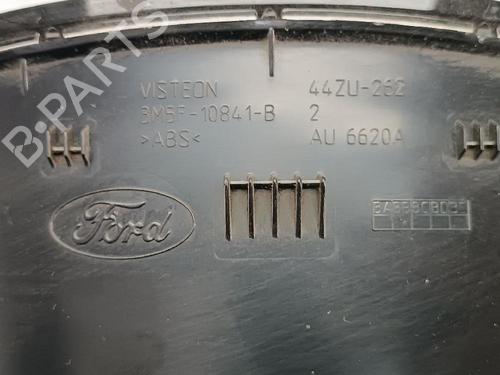 VISTEON 44ZU-262
3M5F-10841-B 2
>ABS< AU 6620A
Ford
B-PARTS